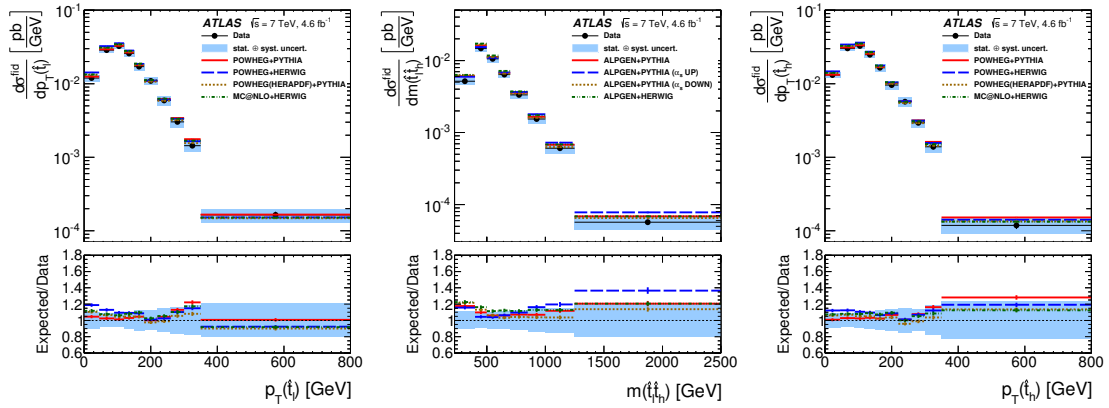 dσ^fid / dp_T(t̂_l) [pb/GeV]
10^-1
10^-2
10^-3
10^-4
ATLAS √s = 7 TeV, 4.6 fb^-1
Data
stat. ⊕ syst. uncert.
POWHEG+PYTHIA
POWHEG+HERWIG
POWHEG(HERAPDF)+PYTHIA
MC@NLO+HERWIG
Expected/Data
1.8
1.6
1.4
1.2
1
0.8
0.6
0 200 400 600 800
p_T(t̂_l) [GeV]
dσ^fid / dm(t̂_l t̂_h) [pb/GeV]
10^-1
10^-2
10^-3
10^-4
ATLAS √s = 7 TeV, 4.6 fb^-1
Data
stat. ⊕ syst. uncert.
ALPGEN+PYTHIA
ALPGEN+PYTHIA (α_s UP)
ALPGEN+PYTHIA (α_s DOWN)
ALPGEN+HERWIG
Expected/Data
1.8
1.6
1.4
1.2
1
0.8
0.6
500 1000 1500 2000 2500
m(t̂_l t̂_h) [GeV]
dσ^fid / dp_T(t̂_h) [pb/GeV]
10^-1
10^-2
10^-3
10^-4
ATLAS √s = 7 TeV, 4.6 fb^-1
Data
stat. ⊕ syst. uncert.
POWHEG+PYTHIA
POWHEG+HERWIG
POWHEG(HERAPDF)+PYTHIA
MC@NLO+HERWIG
Expected/Data
1.8
1.6
1.4
1.2
1
0.8
0.6
0 200 400 600 800
p_T(t̂_h) [GeV]